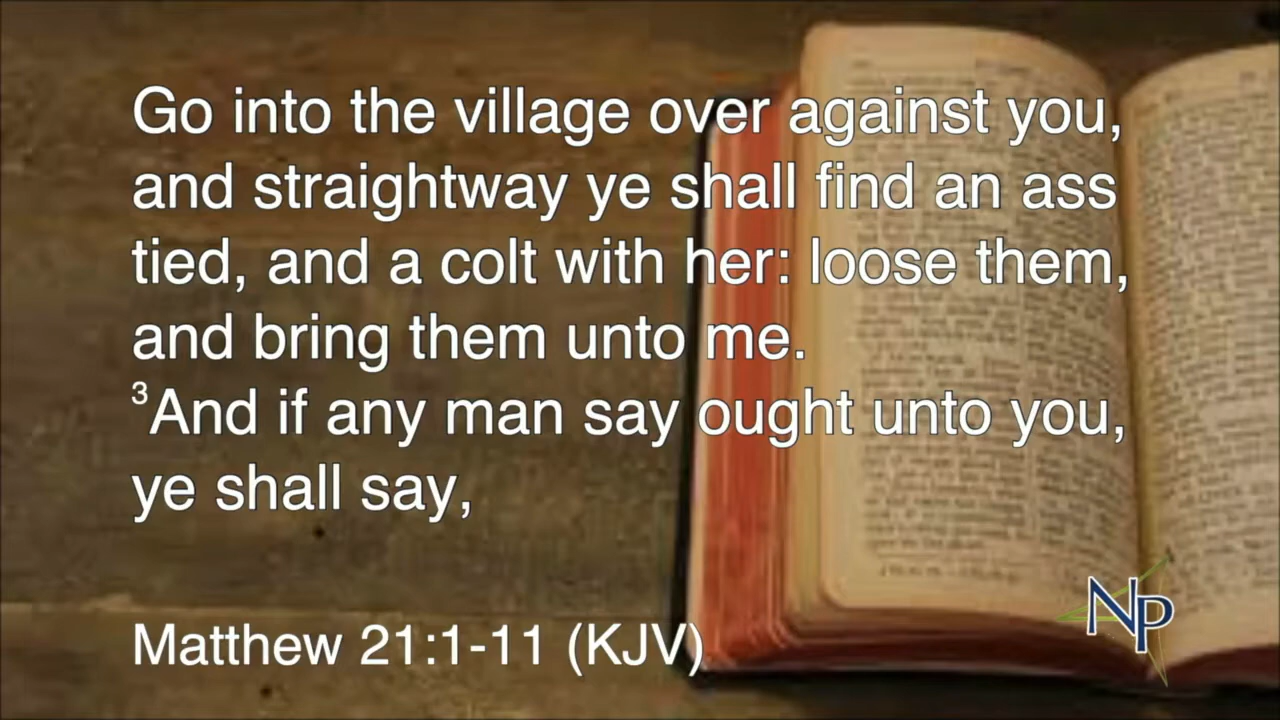 Go into the village over against you,
and straightway ye shall find an ass
tied, and a colt with her: loose them,
and bring them unto me.
³And if any man say ought unto you,
ye shall say,
Matthew 21:1-11 (KJV)
NP